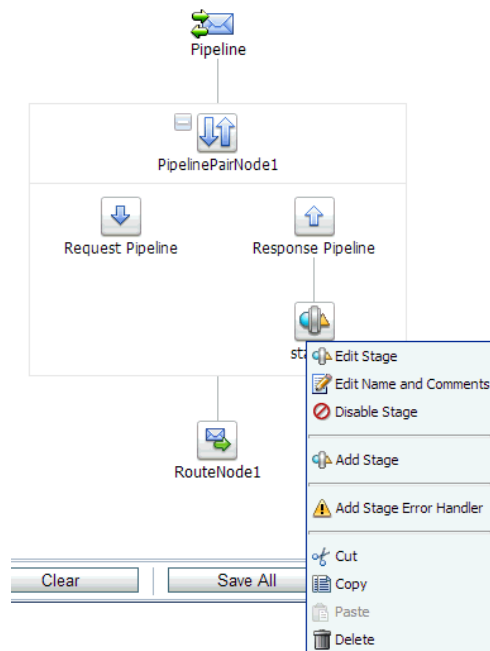 Pipeline
PipelinePairNode1
Request Pipeline
Response Pipeline
Edit Stage
Edit Name and Comments
Disable Stage
Add Stage
RouteNode1
Add Stage Error Handler
Cut
Clear
Save All
Copy
Paste
Delete